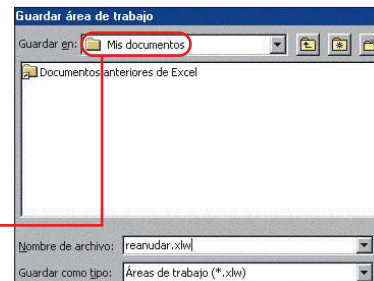 Guardar área de trabajo
Guardar en: Mis documentos
Documentos anteriores de Excel
Nombre de archivo: reanudar.xlw
Guardar como tipo: Áreas de trabajo (*.xlw)